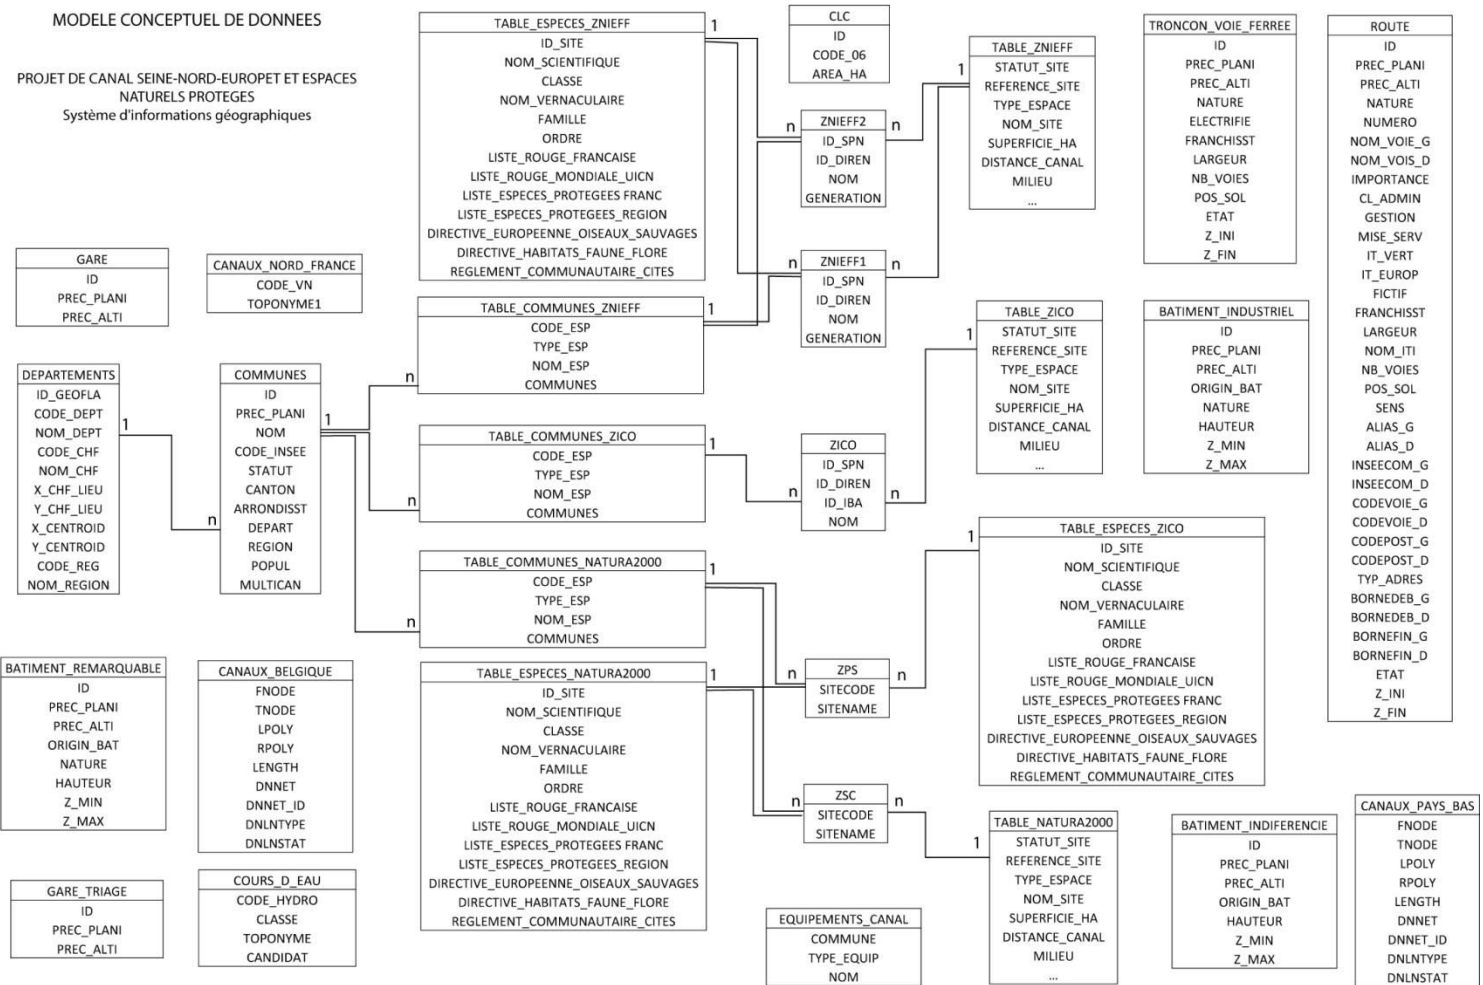 MODELE CONCEPTUEL DE DONNEES
PROJET DE CANAL SEINE-NORD-EUROPET ET ESPACES
NATURELS PROTEGES
Système d'informations géographiques
GARE
ID
PREC_PLANI
PREC_ALTI
CANAUX_NORD_FRANCE
CODE_VN
TOPONYME1
DEPARTEMENTS
ID_GEOFLA
CODE_DEPT
NOM_DEPT
CODE_CHF
NOM_CHF
X_CHF_LIEU
Y_CHF_LIEU
X_CENTROID
Y_CENTROID
CODE_REG
NOM_REGION
1
n
COMMUNES
ID
PREC_PLANI
NOM
CODE_INSEE
STATUT
CANTON
ARRONDISST
DEPART
REGION
POPUL
MULTICAN
1
n
n
n
BATIMENT_REMARQUABLE
ID
PREC_PLANI
PREC_ALTI
ORIGIN_BAT
NATURE
HAUTEUR
Z_MIN
Z_MAX
CANAUX_BELGIQUE
FNODE
TNODE
LPOLY
RPOLY
LENGTH
DNNET
DNNET_ID
DNLNTYPE
DNLNSTAT
GARE_TRIAGE
ID
PREC_PLANI
PREC_ALTI
COURS_D_EAU
CODE_HYDRO
CLASSE
TOPONYME
CANDIDAT
TABLE_ESPECES_ZNIEFF
ID_SITE
NOM_SCIENTIFIQUE
CLASSE
NOM_VERNACULAIRE
FAMILLE
ORDRE
LISTE_ROUGE_FRANCAISE
LISTE_ROUGE_MONDIALE_UICN
LISTE_ESPECES_PROTEGEES FRANC
LISTE_ESPECES_PROTEGEES_REGION
DIRECTIVE_EUROPEENNE_OISEAUX_SAUVAGES
DIRECTIVE_HABITATS_FAUNE_FLORE
REGLEMENT_COMMUNAUTAIRE_CITES
1
TABLE_COMMUNES_ZNIEFF
CODE_ESP
TYPE_ESP
NOM_ESP
COMMUNES
1
TABLE_COMMUNES_ZICO
CODE_ESP
TYPE_ESP
NOM_ESP
COMMUNES
1
TABLE_COMMUNES_NATURA2000
CODE_ESP
TYPE_ESP
NOM_ESP
COMMUNES
1
TABLE_ESPECES_NATURA2000
ID_SITE
NOM_SCIENTIFIQUE
CLASSE
NOM_VERNACULAIRE
FAMILLE
ORDRE
LISTE_ROUGE_FRANCAISE
LISTE_ROUGE_MONDIALE_UICN
LISTE_ESPECES_PROTEGEES FRANC
LISTE_ESPECES_PROTEGEES_REGION
DIRECTIVE_EUROPEENNE_OISEAUX_SAUVAGES
DIRECTIVE_HABITATS_FAUNE_FLORE
REGLEMENT_COMMUNAUTAIRE_CITES
1
CLC
ID
CODE_06
AREA_HA
n
ZNIEFF2
n
ID_SPN
ID_DIREN
NOM
GENERATION
n
ZNIEFF1
n
ID_SPN
ID_DIREN
NOM
GENERATION
ZICO
ID_SPN
ID_DIREN
n
ID_IBA
n
NOM
n
ZPS
n
SITECODE
SITENAME
ZSC
n
SITECODE
n
SITENAME
EQUIPEMENTS_CANAL
COMMUNE
TYPE_EQUIP
NOM
TABLE_ZNIEFF
1
STATUT_SITE
REFERENCE_SITE
TYPE_ESPACE
NOM_SITE
SUPERFICIE_HA
DISTANCE_CANAL
MILIEU
...
TABLE_ZICO
1
STATUT_SITE
REFERENCE_SITE
TYPE_ESPACE
NOM_SITE
SUPERFICIE_HA
DISTANCE_CANAL
MILIEU
...
TABLE_ESPECES_ZICO
1
ID_SITE
NOM_SCIENTIFIQUE
CLASSE
NOM_VERNACULAIRE
FAMILLE
ORDRE
LISTE_ROUGE_FRANCAISE
LISTE_ROUGE_MONDIALE_UICN
LISTE_ESPECES_PROTEGEES FRANC
LISTE_ESPECES_PROTEGEES_REGION
DIRECTIVE_EUROPEENNE_OISEAUX_SAUVAGES
DIRECTIVE_HABITATS_FAUNE_FLORE
REGLEMENT_COMMUNAUTAIRE_CITES
TABLE_NATURA2000
1
STATUT_SITE
REFERENCE_SITE
TYPE_ESPACE
NOM_SITE
SUPERFICIE_HA
DISTANCE_CANAL
MILIEU
...
TRONCON_VOIE_FERREE
ID
PREC_PLANI
PREC_ALTI
NATURE
ELECTRIFIE
FRANCHISST
LARGEUR
NB_VOIES
POS_SOL
ETAT
Z_INI
Z_FIN
BATIMENT_INDUSTRIEL
ID
PREC_PLANI
PREC_ALTI
ORIGIN_BAT
NATURE
HAUTEUR
Z_MIN
Z_MAX
BATIMENT_INDIFERENCIE
ID
PREC_PLANI
PREC_ALTI
ORIGIN_BAT
HAUTEUR
Z_MIN
Z_MAX
ROUTE
ID
PREC_PLANI
PREC_ALTI
NATURE
NUMERO
NOM_VOIE_G
NOM_VOIS_D
IMPORTANCE
CL_ADMIN
GESTION
MISE_SERV
IT_VERT
IT_EUROP
FICTIF
FRANCHISST
LARGEUR
NOM_ITI
NB_VOIES
POS_SOL
SENS
ALIAS_G
ALIAS_D
INSEECOM_G
INSEECOM_D
CODEVOIE_G
CODEVOIE_D
CODEPOST_G
CODEPOST_D
TYP_ADRES
BORNEDEB_G
BORNEDEB_D
BORNEFIN_G
BORNEFIN_D
ETAT
Z_INI
Z_FIN
CANAUX_PAYS_BAS
FNODE
TNODE
LPOLY
RPOLY
LENGTH
DNNET
DNNET_ID
DNLNTYPE
DNLNSTAT